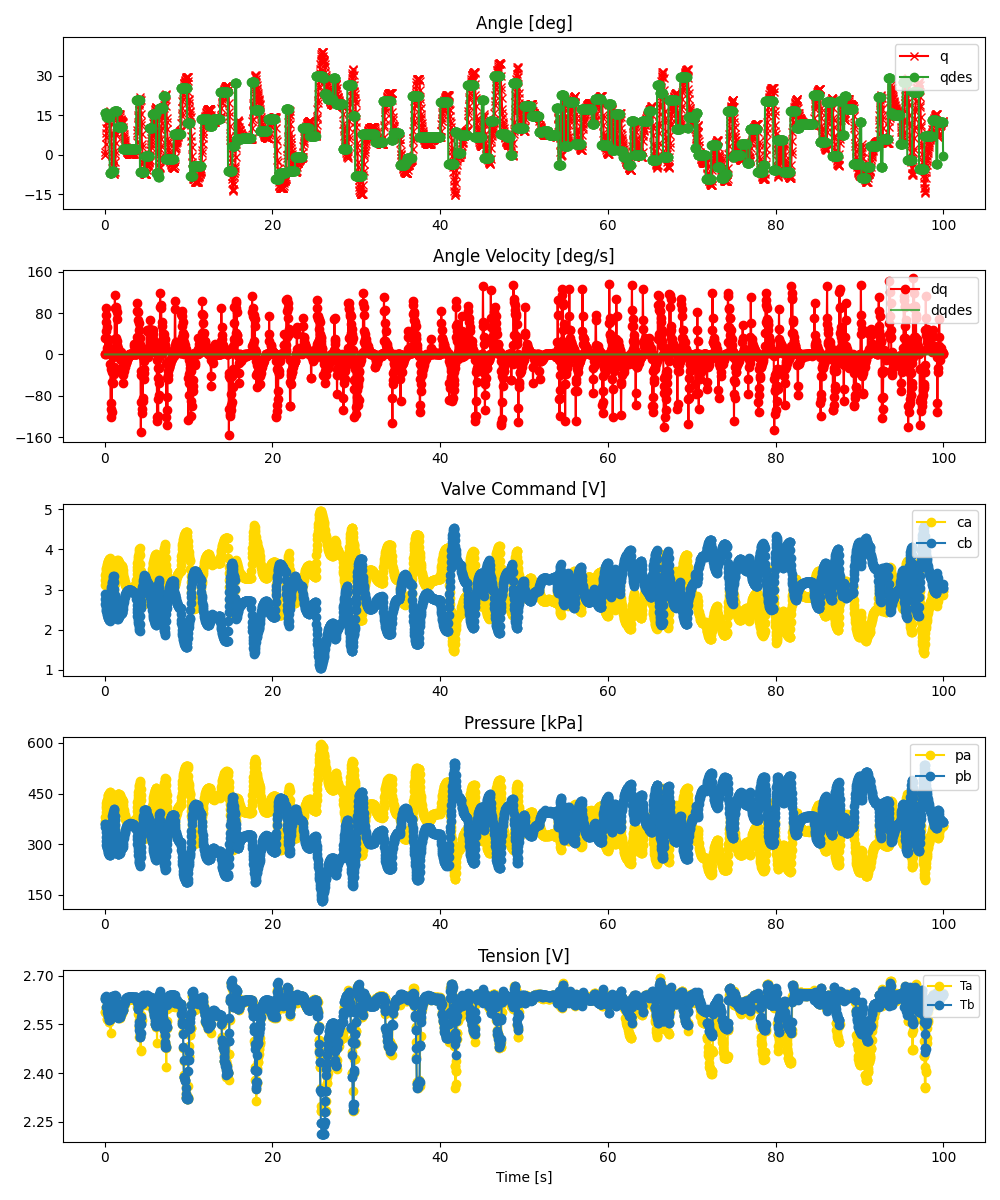 Angle [deg]
30
15
0
−15
q
qdes
0 20 40 60 80 100
Angle Velocity [deg/s]
160
80
0
−80
−160
dq
dqdes
0 20 40 60 80 100
Valve Command [V]
5
4
3
2
1
ca
cb
0 20 40 60 80 100
Pressure [kPa]
600
450
300
150
pa
pb
0 20 40 60 80 100
Tension [V]
2.70
2.55
2.40
2.25
Ta
Tb
0 20 40 60 80 100
Time [s]